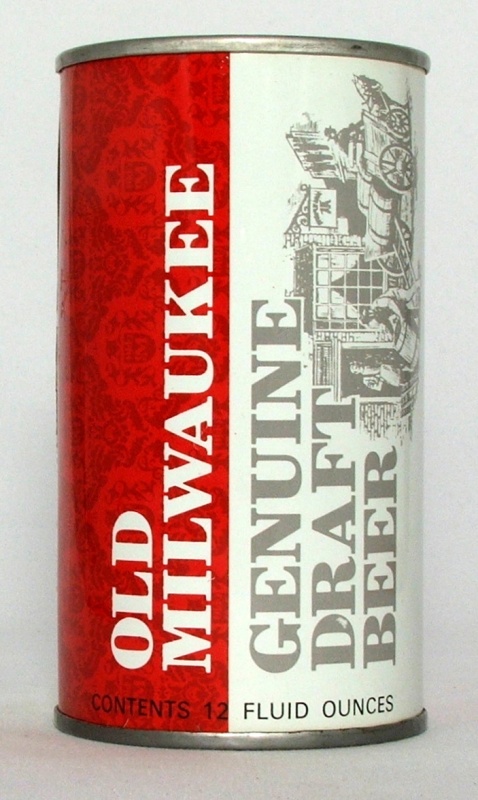 OLD
MILWAUKEE
GENUINE
DRAFT
BEER
CONTENTS 12 FLUID OUNCES